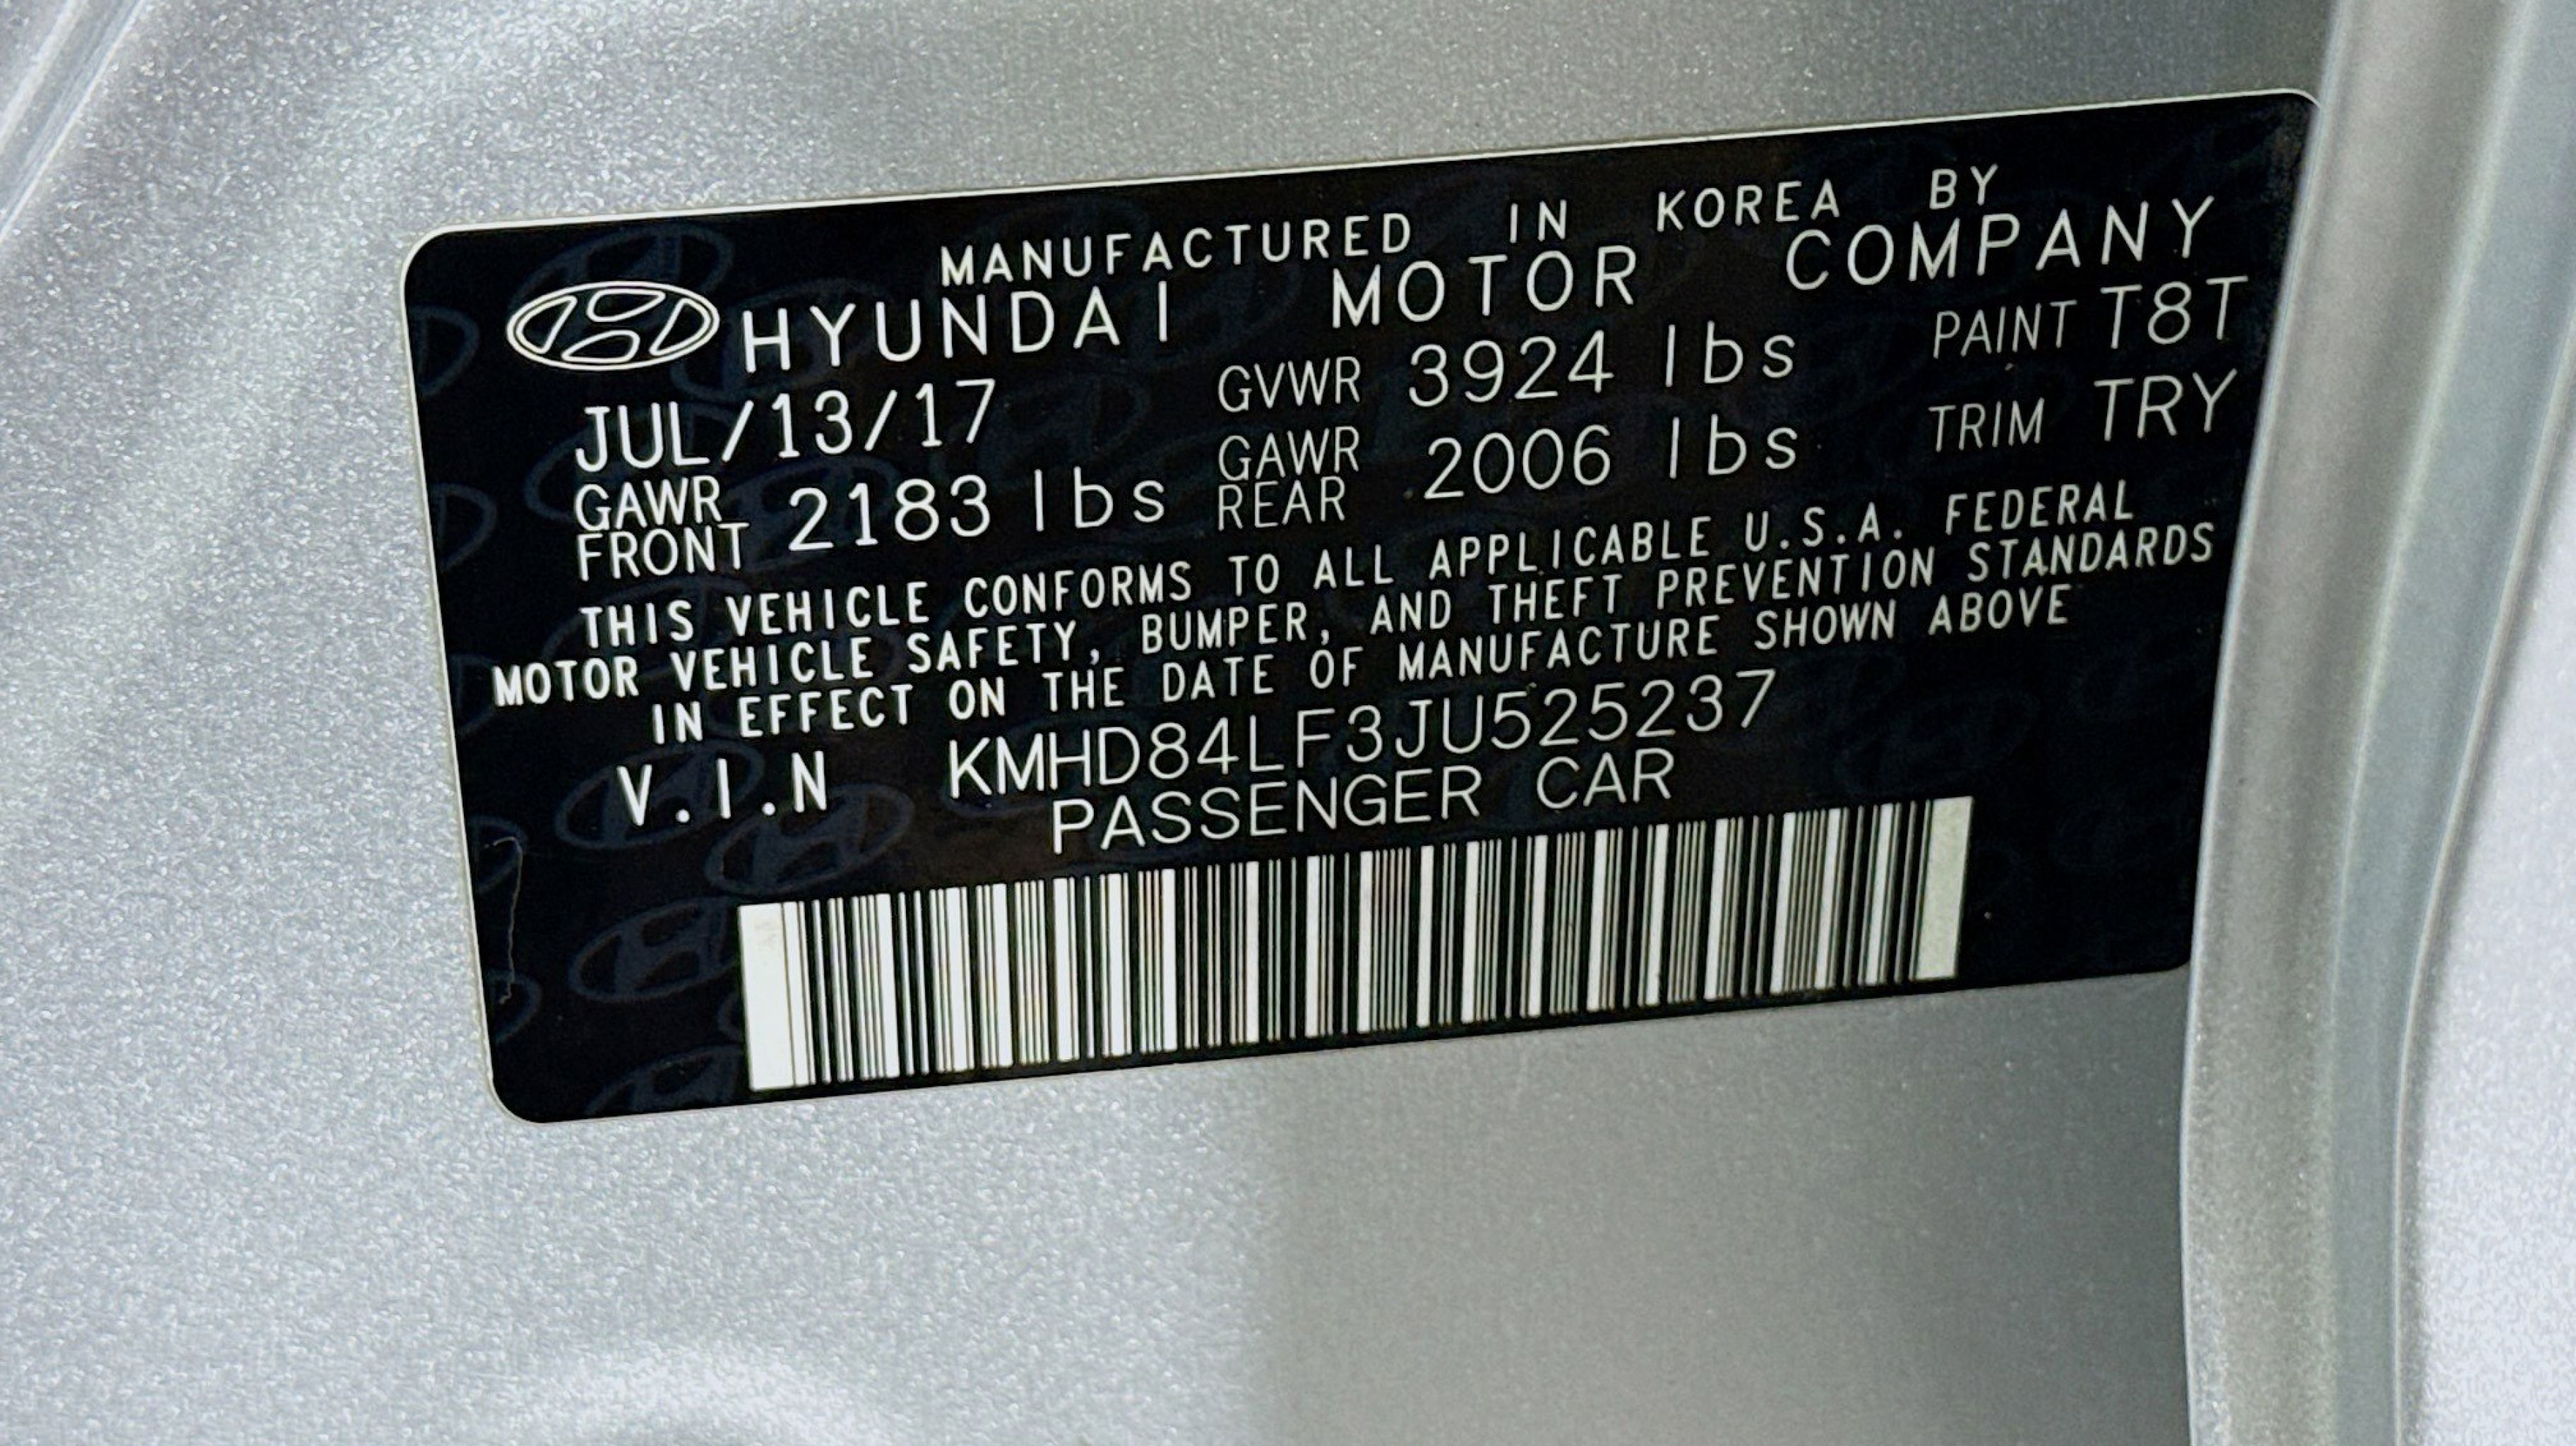 MANUFACTURED IN KOREA BY
HYUNDAI MOTOR COMPANY
JUL/13/17 GVWR 3924 lbs PAINT T8T
GAWR FRONT 2183 lbs GAWR REAR 2006 lbs TRIM TRY
THIS VEHICLE CONFORMS TO ALL APPLICABLE U.S.A. FEDERAL
MOTOR VEHICLE SAFETY, BUMPER, AND THEFT PREVENTION STANDARDS
IN EFFECT ON THE DATE OF MANUFACTURE SHOWN ABOVE
V.I.N KMHD84LF3JU525237
PASSENGER CAR